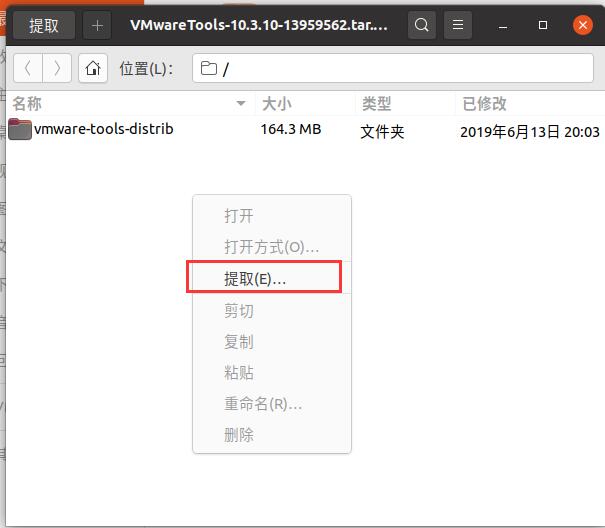 提取
VMwareTools-10.3.10-13959562.tar....
位置(L)：
/
名称 大小 类型 已修改
vmware-tools-distrib 164.3 MB 文件夹 2019年6月13日 20:03
打开
打开方式(O)...
提取(E)...
剪切
复制
粘贴
重命名(R)...
删除